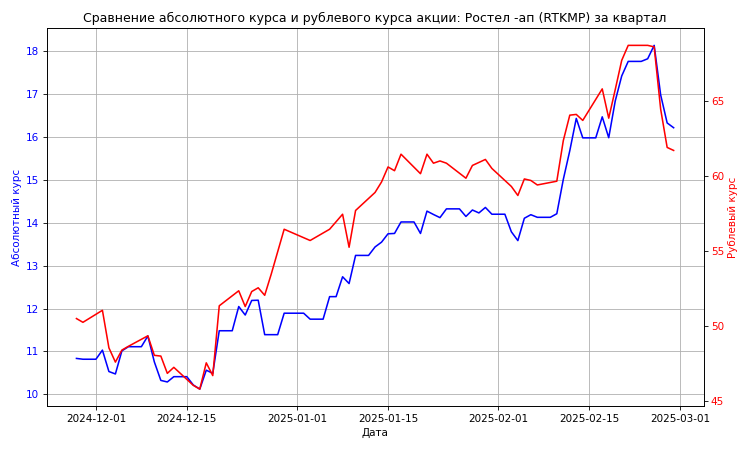 Сравнение абсолютного курса и рублевого курса акции: Ростел -ап (RTKMP) за квартал
Абсолютный курс
18
17
16
15
14
13
12
11
10
65
60
55
50
45
Рублевый курс
2024-12-01 2024-12-15 2025-01-01 2025-01-15 2025-02-01 2025-02-15 2025-03-01
Дата